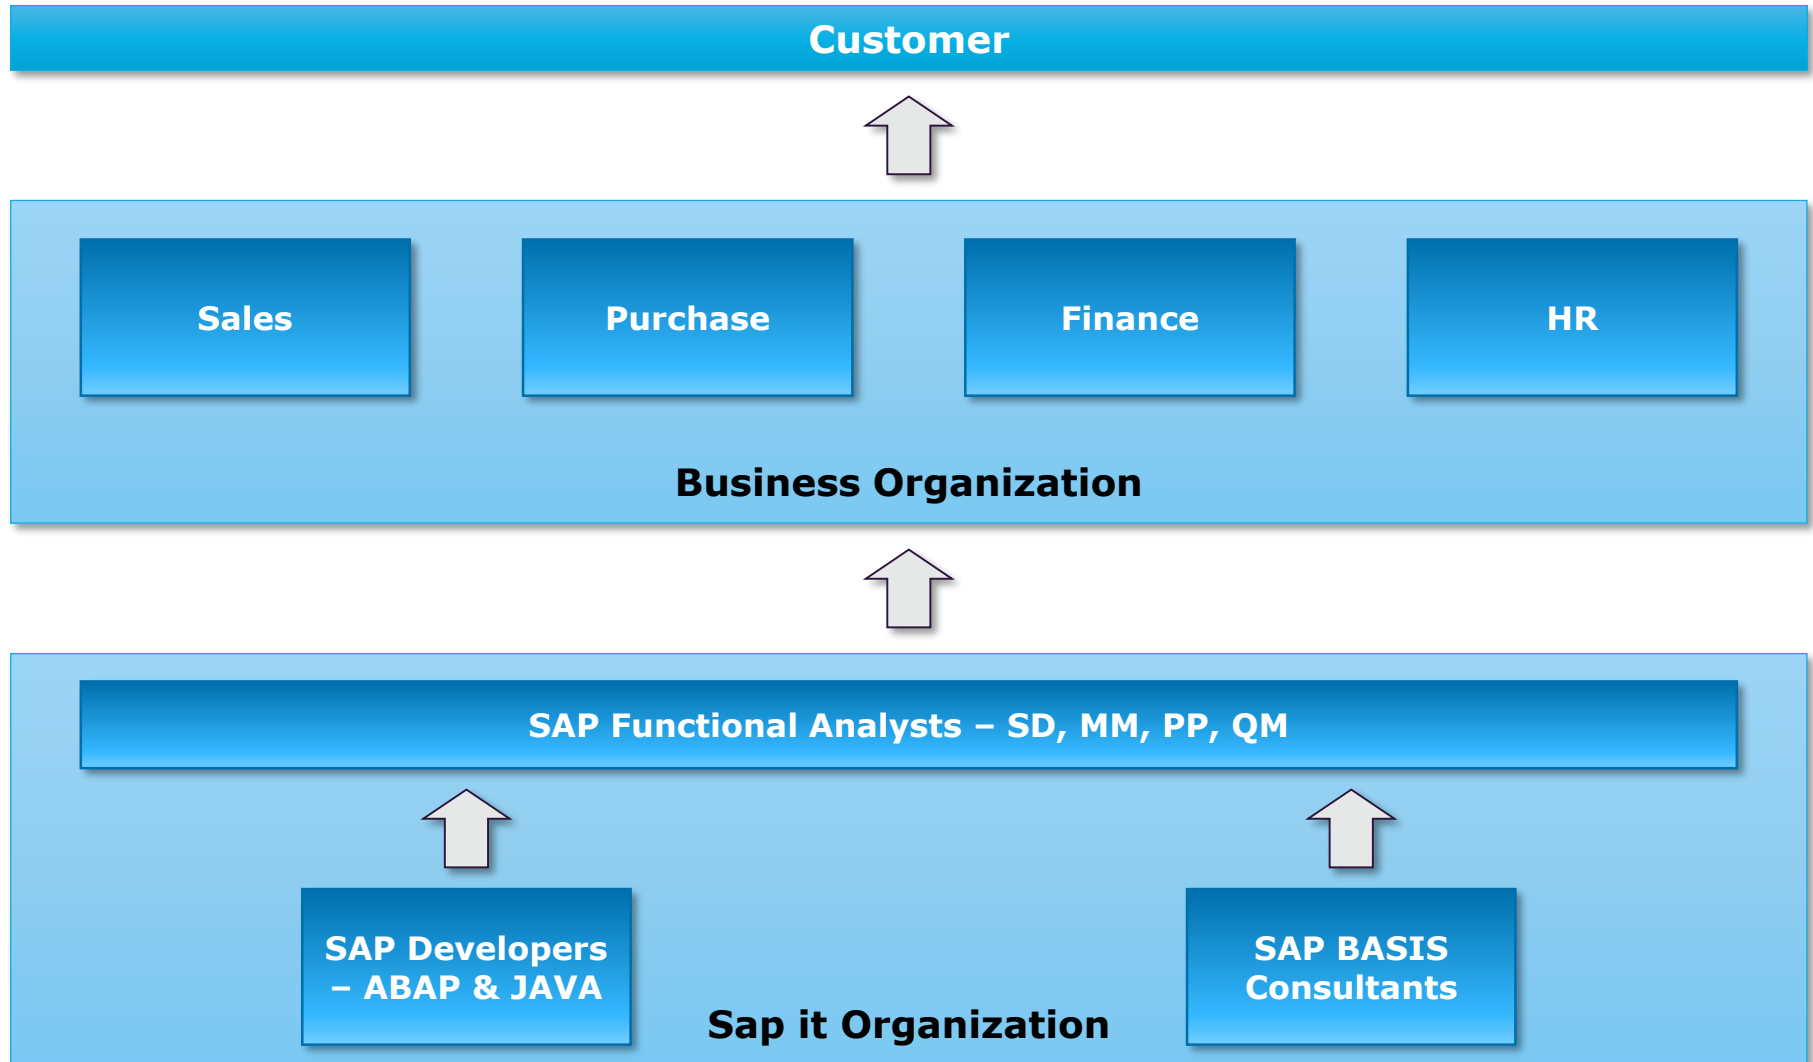 Customer
Sales
Purchase
Finance
HR
Business Organization
SAP Functional Analysts – SD, MM, PP, QM
SAP Developers
– ABAP & JAVA
SAP BASIS
Consultants
Sap it Organization